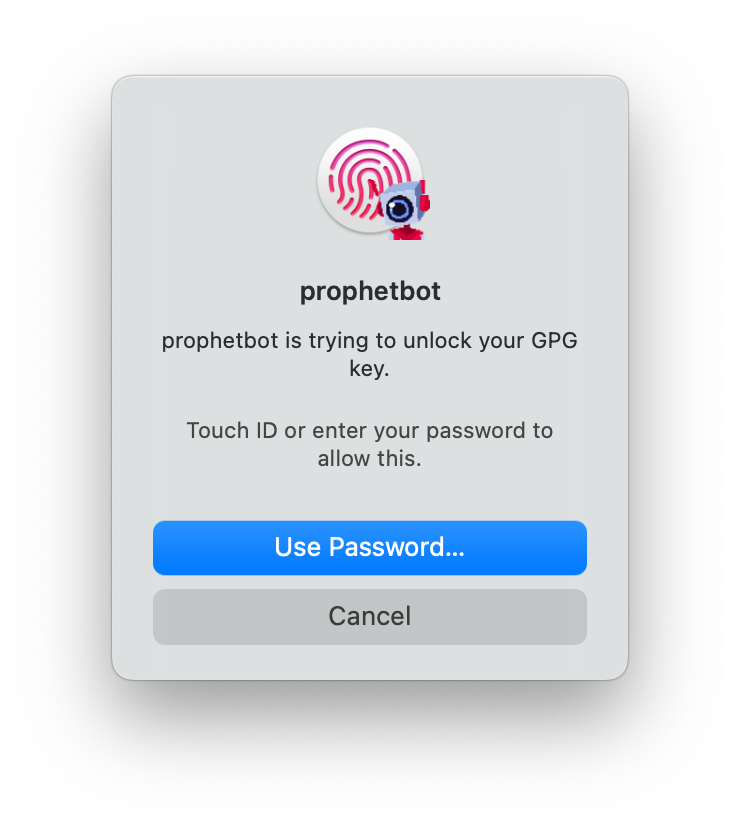 prophetbot
prophetbot is trying to unlock your GPG
key.
Touch ID or enter your password to
allow this.
Use Password...
Cancel